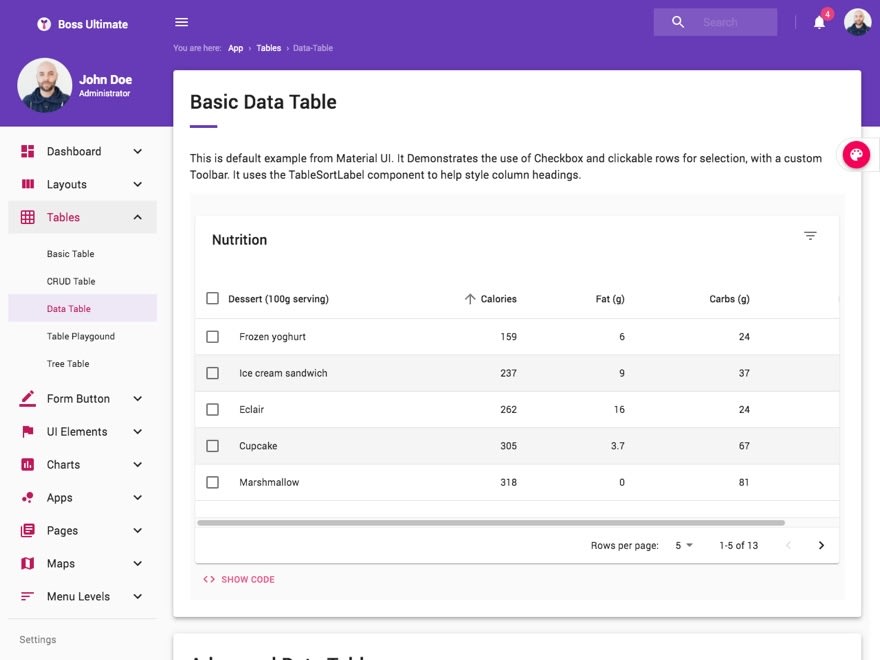 Boss Ultimate
Search
4
You are here: App › Tables › Data-Table
John Doe
Administrator
Dashboard
Layouts
Tables
Basic Table
CRUD Table
Data Table
Table Playgound
Tree Table
Form Button
UI Elements
Charts
Apps
Pages
Maps
Menu Levels
Settings
Basic Data Table
This is default example from Material UI. It Demonstrates the use of Checkbox and clickable rows for selection, with a custom
Toolbar. It uses the TableSortLabel component to help style column headings.
Nutrition
Dessert (100g serving) Calories Fat (g) Carbs (g)
Frozen yoghurt 159 6 24
Ice cream sandwich 237 9 37
Eclair 262 16 24
Cupcake 305 3.7 67
Marshmallow 318 0 81
Rows per page: 5 1-5 of 13
SHOW CODE